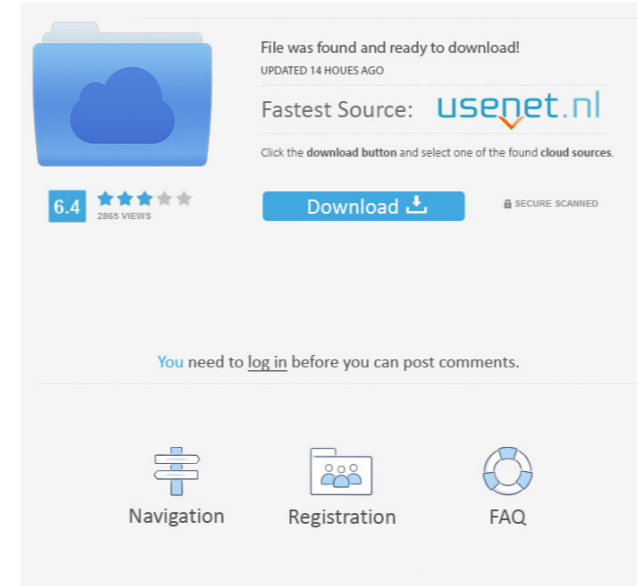 File was found and ready to download!
UPDATED 14 HOUES AGO
Fastest Source: usenet.nl
Click the download button and select one of the found cloud sources.
6.4
2865 VIEWS
Download
SECURE SCANNED
You need to log in before you can post comments.
Navigation Registration FAQ